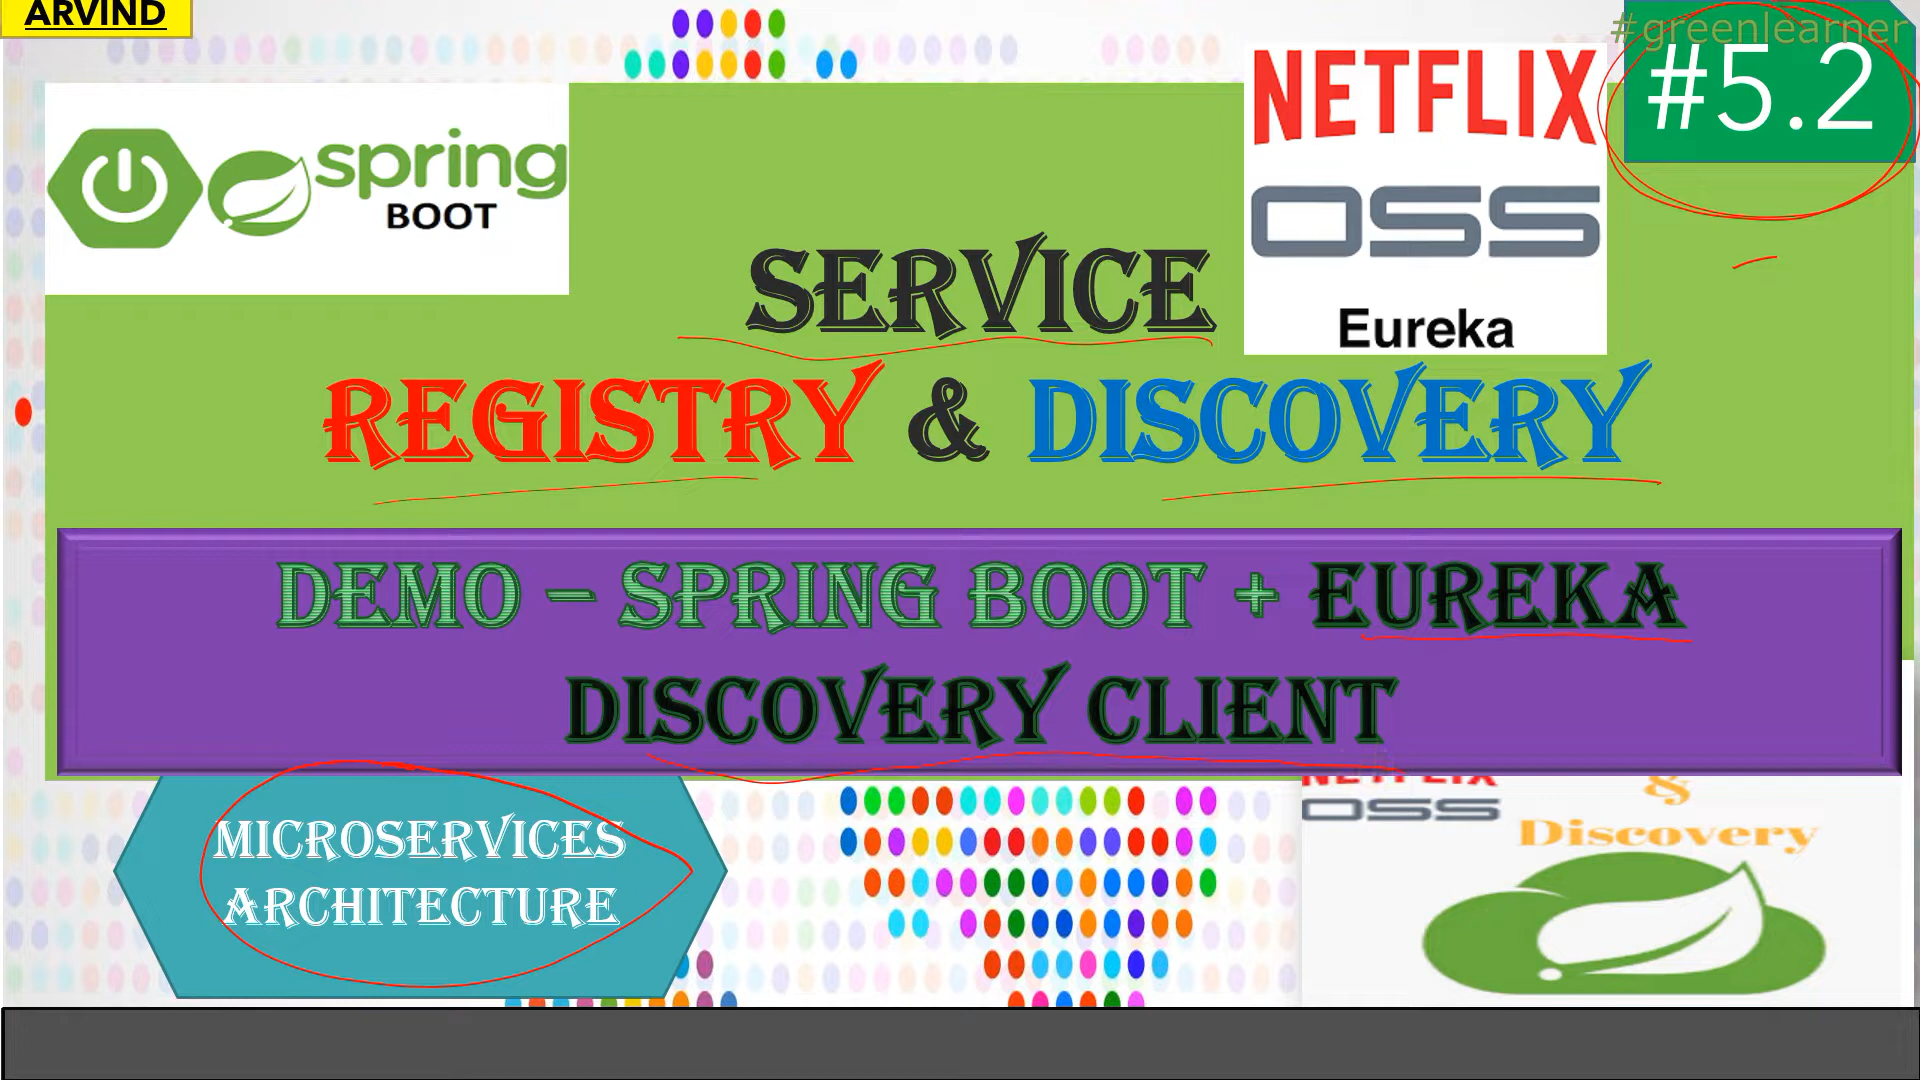 ARVIND
#greenlearner
#5.2
NETFLIX
OSS
Eureka
spring
BOOT
SERVICE
REGISTRY & DISCOVERY
DEMO – SPRING BOOT + EUREKA
DISCOVERY CLIENT
MICROSERVICES
ARCHITECTURE
NETFLIX
OSS
&
Discovery